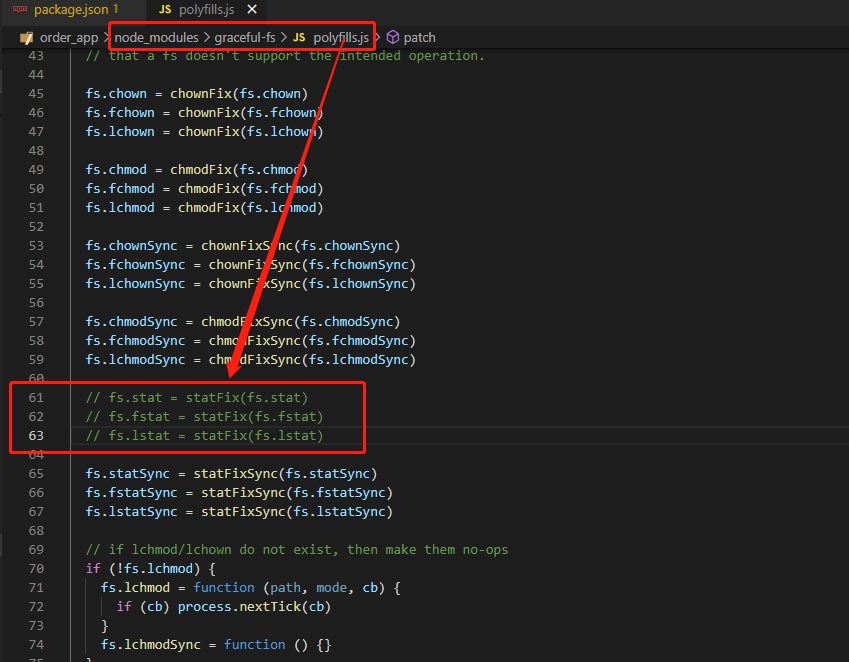 package.json 1 JS polyfills.js ✕
order_app > node_modules > graceful-fs > JS polyfills.js > patch
43 // that a fs doesn't support the intended operation.
44
45 fs.chown = chownFix(fs.chown)
46 fs.fchown = chownFix(fs.fchown)
47 fs.lchown = chownFix(fs.lchown)
48
49 fs.chmod = chmodFix(fs.chmod)
50 fs.fchmod = chmodFix(fs.fchmod)
51 fs.lchmod = chmodFix(fs.lchmod)
52
53 fs.chownSync = chownFixSync(fs.chownSync)
54 fs.fchownSync = chownFixSync(fs.fchownSync)
55 fs.lchownSync = chownFixSync(fs.lchownSync)
56
57 fs.chmodSync = chmodFixSync(fs.chmodSync)
58 fs.fchmodSync = chmodFixSync(fs.fchmodSync)
59 fs.lchmodSync = chmodFixSync(fs.lchmodSync)
60
61 // fs.stat = statFix(fs.stat)
62 // fs.fstat = statFix(fs.fstat)
63 // fs.lstat = statFix(fs.lstat)
64
65 fs.statSync = statFixSync(fs.statSync)
66 fs.fstatSync = statFixSync(fs.fstatSync)
67 fs.lstatSync = statFixSync(fs.lstatSync)
68
69 // if lchmod/lchown do not exist, then make them no-ops
70 if (!fs.lchmod) {
71 fs.lchmod = function (path, mode, cb) {
72 if (cb) process.nextTick(cb)
73 }
74 fs.lchmodSync = function () {}
75 }